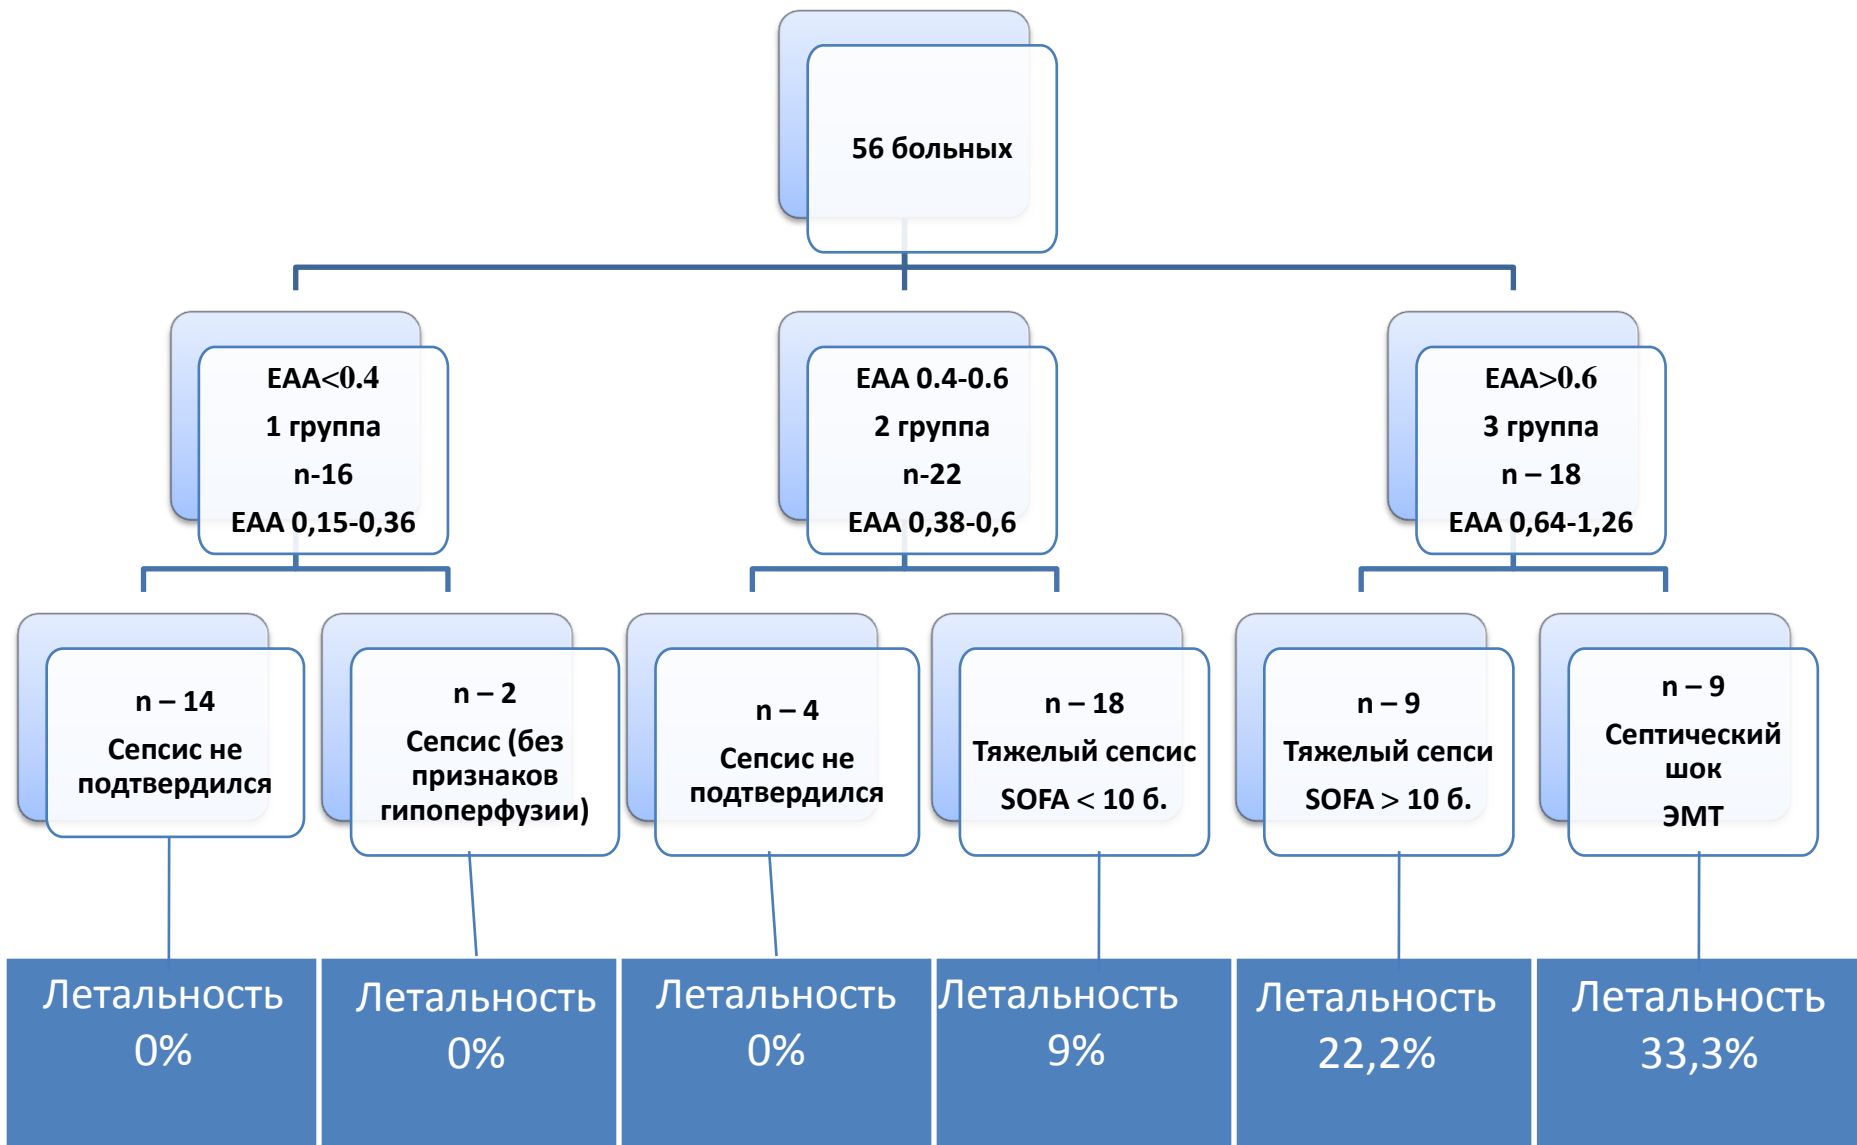 56 больных
EAA<0.4
1 группа
n-16
EAA 0,15-0,36
EAA 0.4-0.6
2 группа
n-22
EAA 0,38-0,6
EAA>0.6
3 группа
n – 18
EAA 0,64-1,26
n – 14
Сепсис не
подтвердился
n – 2
Сепсис (без
признаков
гипоперфузии)
n – 4
Сепсис не
подтвердился
n – 18
Тяжелый сепсис
SOFA < 10 б.
n – 9
Тяжелый сепси
SOFA > 10 б.
n – 9
Септический
шок
ЭМТ
Летальность
0%
Летальность
0%
Летальность
0%
Летальность
9%
Летальность
22,2%
Летальность
33,3%